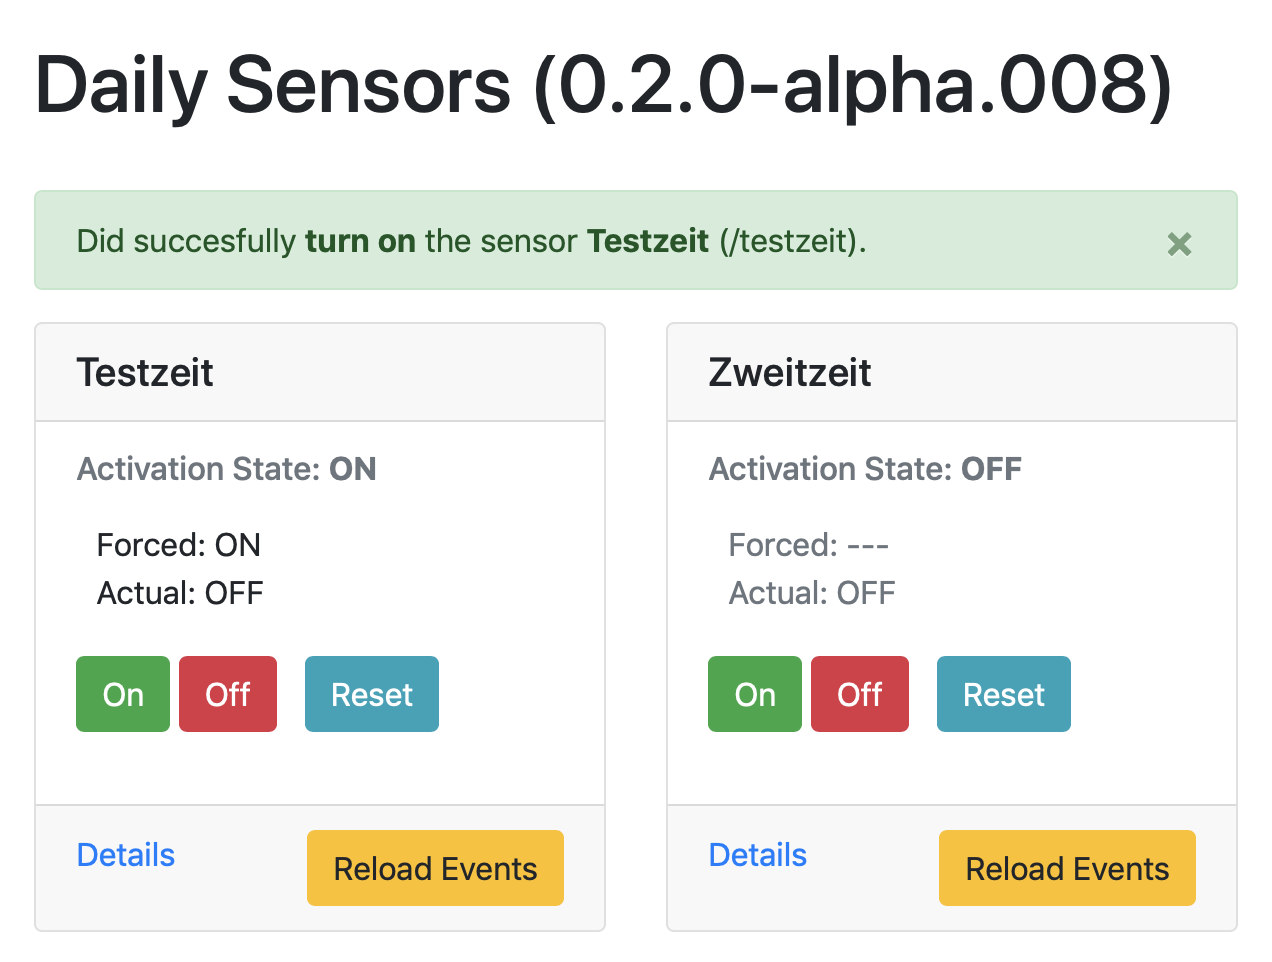 Daily Sensors (0.2.0-alpha.008)
Did succesfully turn on the sensor Testzeit (/testzeit).
×
Testzeit
Activation State: ON
Forced: ON
Actual: OFF
On Off Reset
Details Reload Events
Zweitzeit
Activation State: OFF
Forced: ---
Actual: OFF
On Off Reset
Details Reload Events